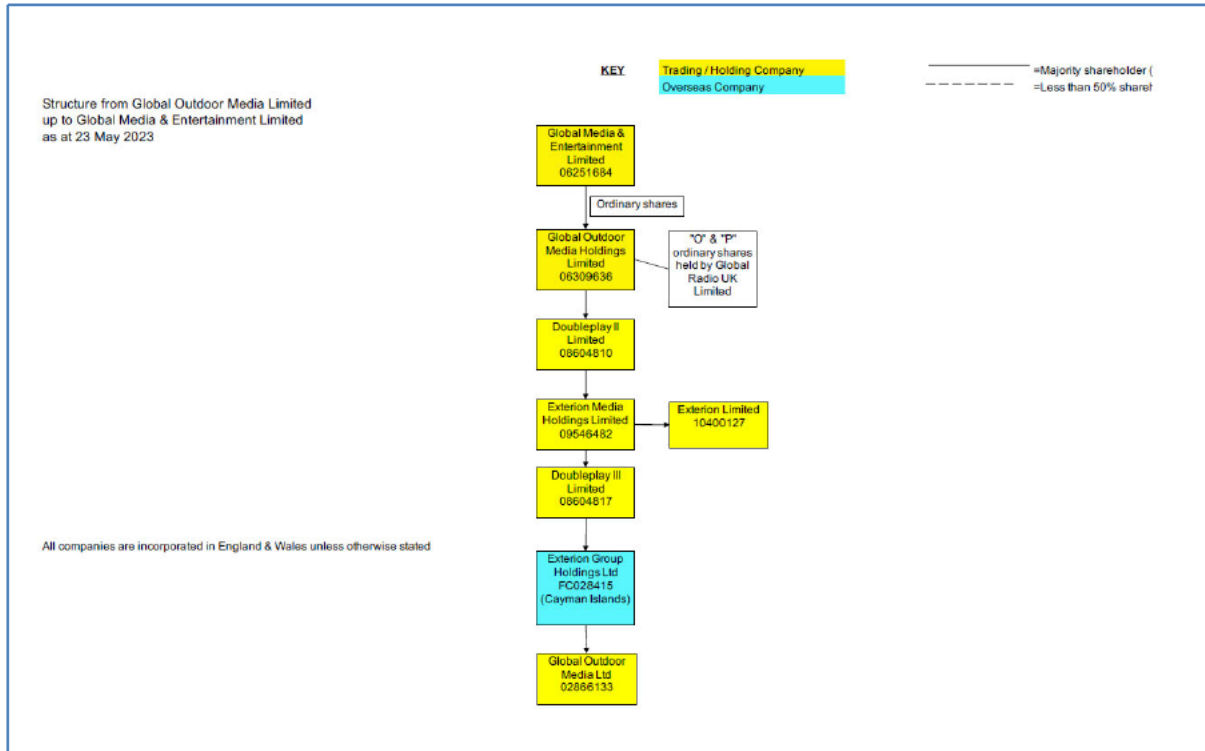 KEY
Trading / Holding Company
Overseas Company
=Majority shareholder (
=Less than 50% shareh
Structure from Global Outdoor Media Limited
up to Global Media & Entertainment Limited
as at 23 May 2023
Global Media &
Entertainment
Limited
06251684
Ordinary shares
Global Outdoor
Media Holdings
Limited
06309636
"O" & "P"
ordinary shares
held by Global
Radio UK
Limited
Doubleplay II
Limited
08604810
Exterion Media
Holdings Limited
09546482
Exterion Limited
10400127
Doubleplay III
Limited
08604817
All companies are incorporated in England & Wales unless otherwise stated
Exterion Group
Holdings Ltd
FC028415
(Cayman Islands)
Global Outdoor
Media Ltd
02866133